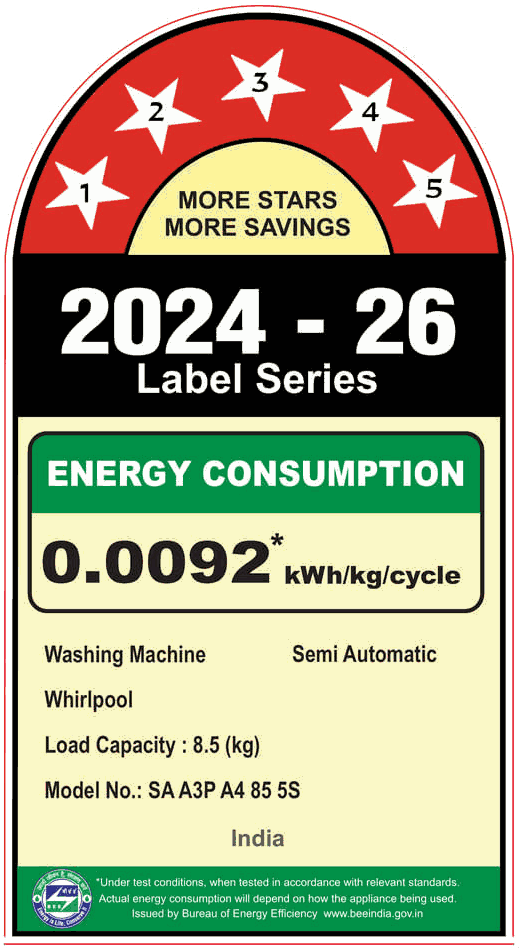 1
2
3
4
5
MORE STARS
MORE SAVINGS
2024 - 26
Label Series
ENERGY CONSUMPTION
0.0092* kWh/kg/cycle
Washing Machine Semi Automatic
Whirlpool
Load Capacity : 8.5 (kg)
Model No.: SA A3P A4 85 5S
India
*Under test conditions, when tested in accordance with relevant standards.
Actual energy consumption will depend on how the appliance being used.
Issued by Bureau of Energy Efficiency www.beeindia.gov.in